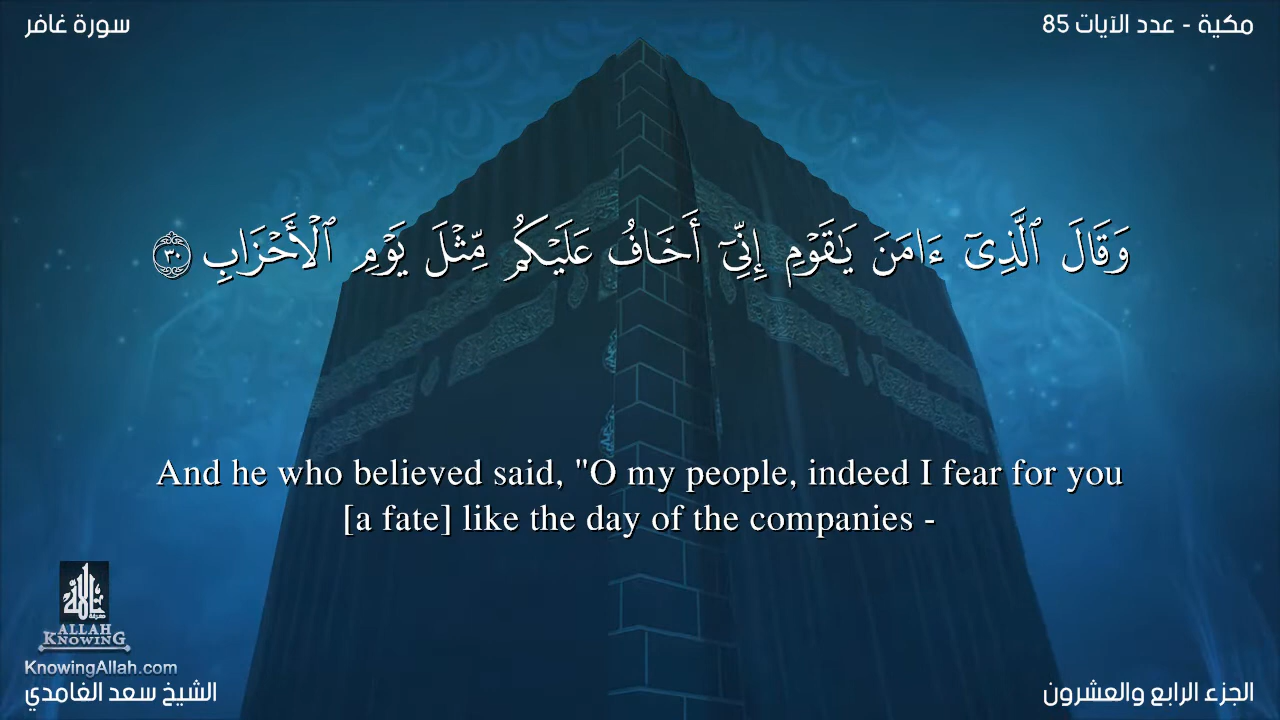 سورة غافر
مكية - عدد الآيات 85
وَقَالَ ٱلَّذِىٓ ءَامَنَ يَـٰقَوْمِ إِنِّىٓ أَخَافُ عَلَيْكُم مِّثْلَ يَوْمِ ٱلْأَحْزَابِ ٣٠
And he who believed said, "O my people, indeed I fear for you
[a fate] like the day of the companies -
ALLAH
KNOWING
KnowingAllah.com
الشيخ سعد الغامدي
الجزء الرابع والعشرون